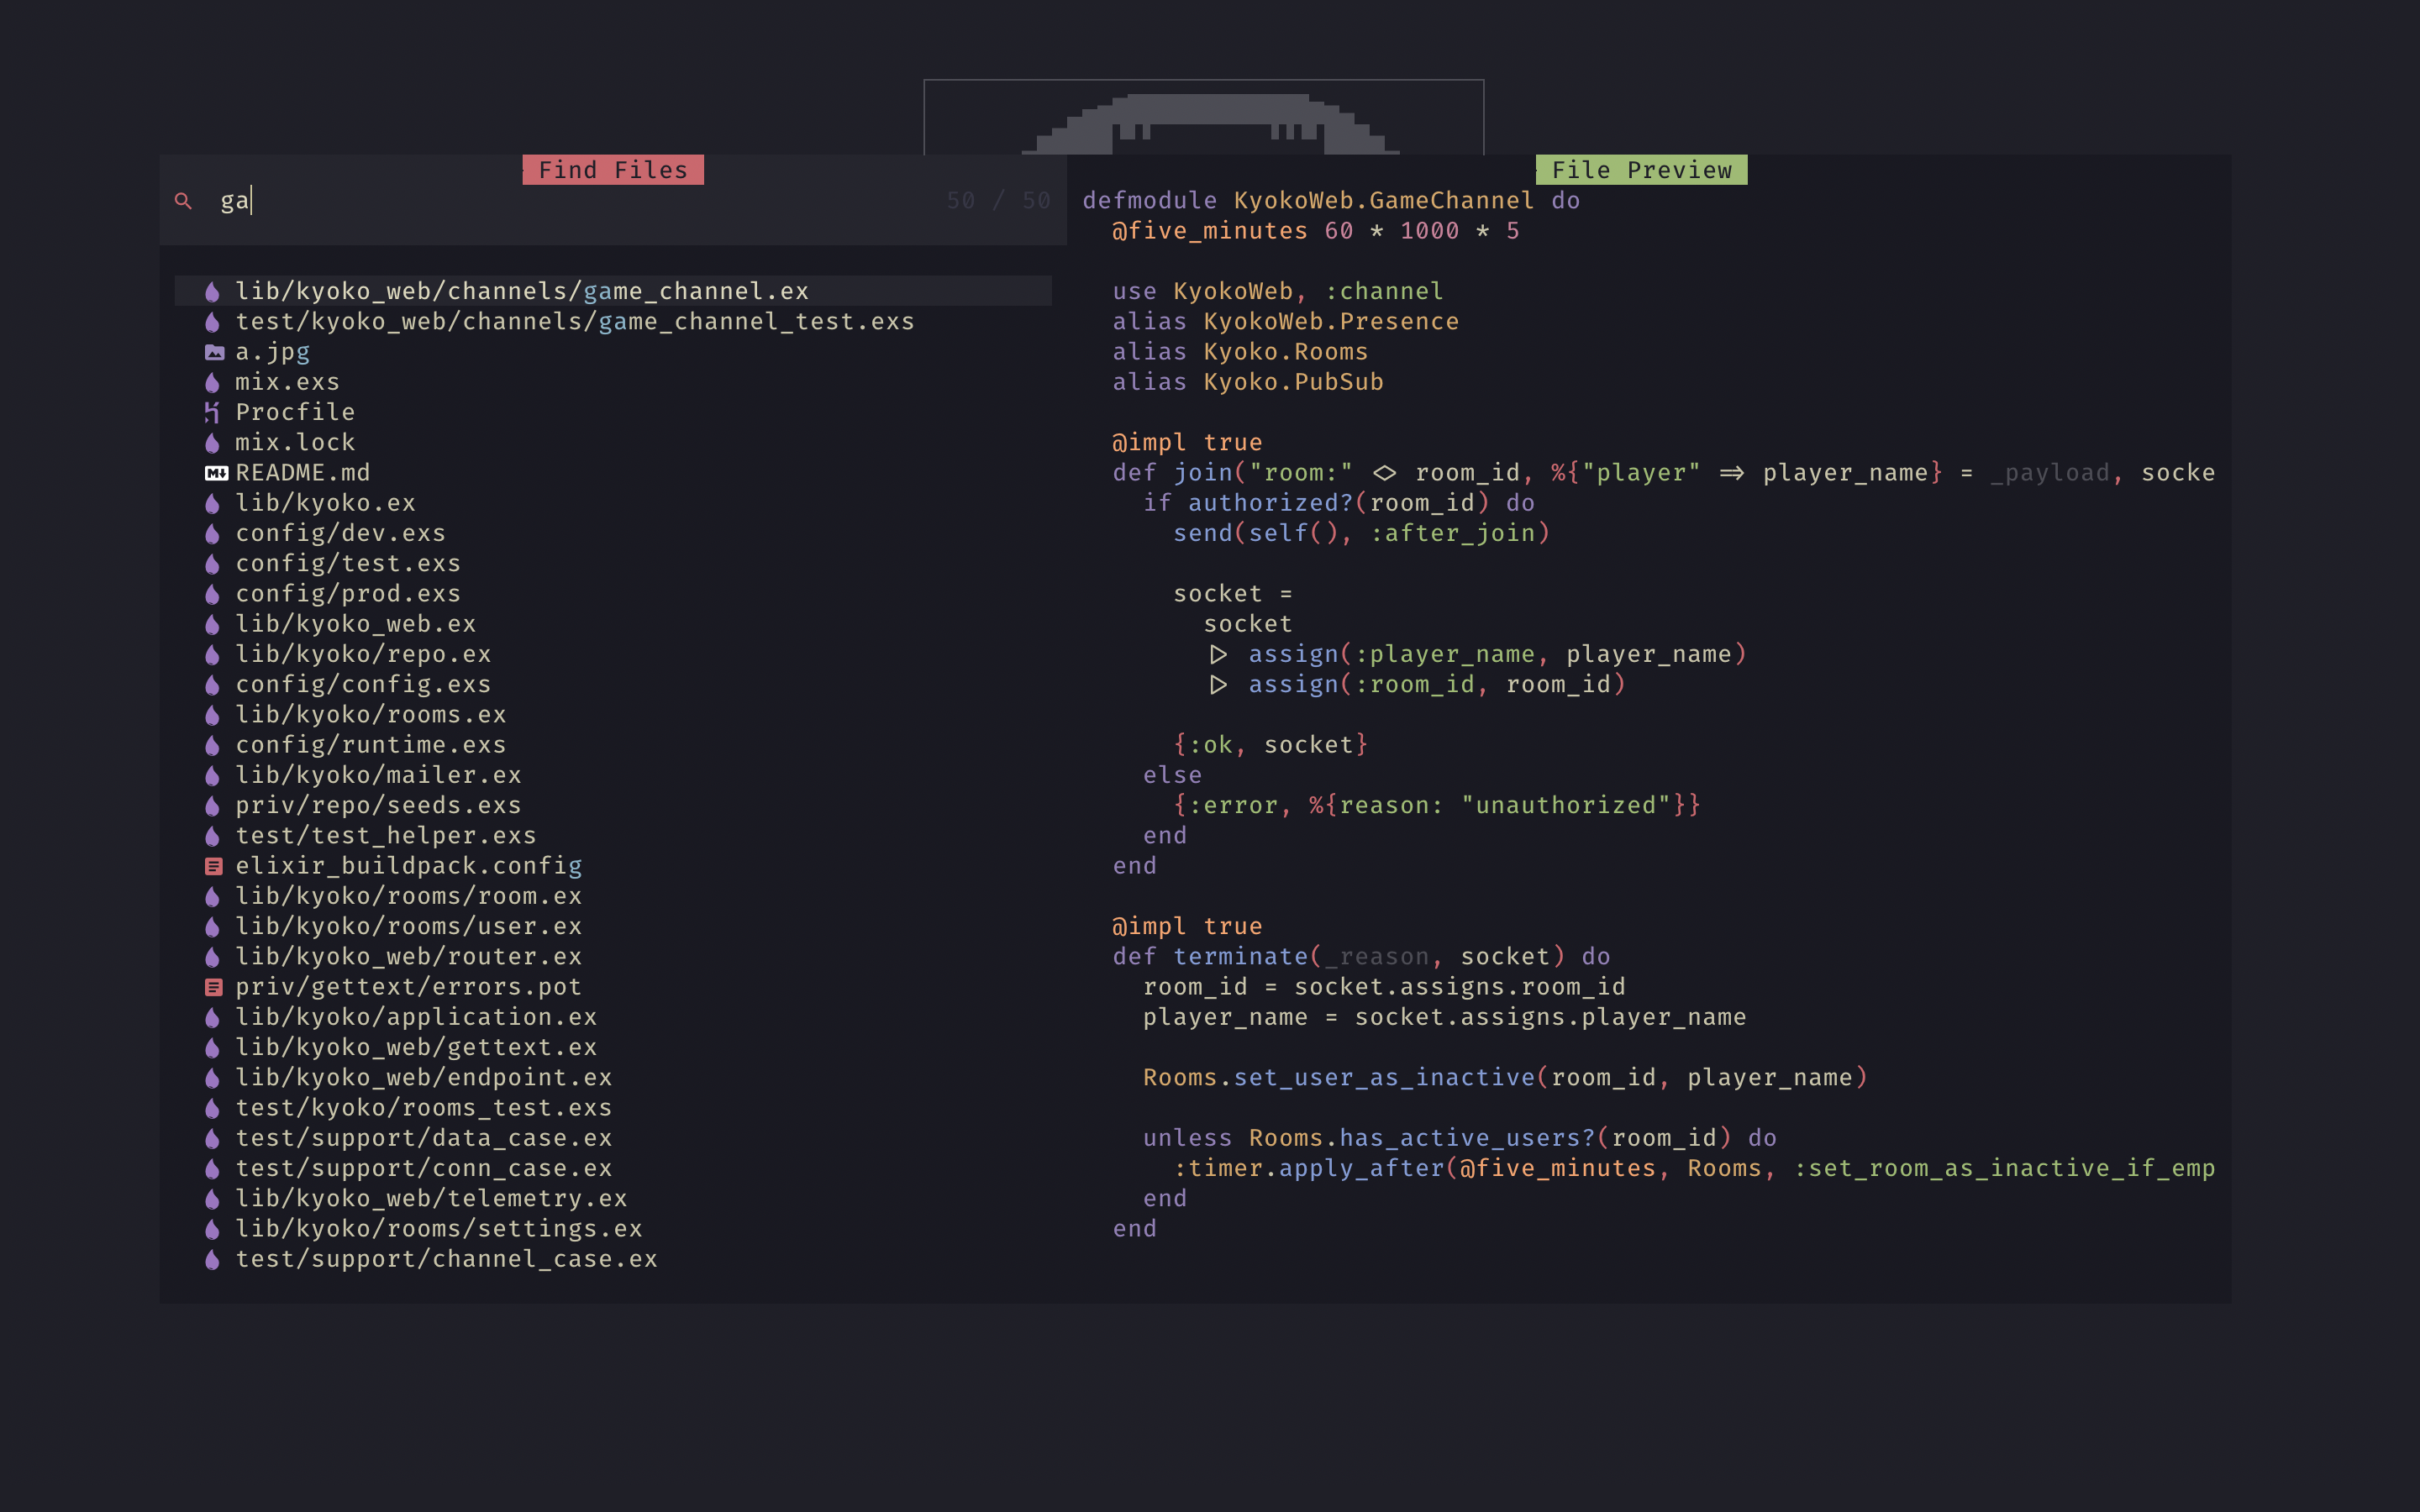 Find Files
ga
50 / 50
lib/kyoko_web/channels/game_channel.ex
test/kyoko_web/channels/game_channel_test.exs
a.jpg
mix.exs
Procfile
mix.lock
README.md
lib/kyoko.ex
config/dev.exs
config/test.exs
config/prod.exs
lib/kyoko_web.ex
lib/kyoko/repo.ex
config/config.exs
lib/kyoko/rooms.ex
config/runtime.exs
lib/kyoko/mailer.ex
priv/repo/seeds.exs
test/test_helper.exs
elixir_buildpack.config
lib/kyoko/rooms/room.ex
lib/kyoko/rooms/user.ex
lib/kyoko_web/router.ex
priv/gettext/errors.pot
lib/kyoko/application.ex
lib/kyoko_web/gettext.ex
lib/kyoko_web/endpoint.ex
test/kyoko/rooms_test.exs
test/support/data_case.ex
test/support/conn_case.ex
lib/kyoko_web/telemetry.ex
lib/kyoko/rooms/settings.ex
test/support/channel_case.ex
File Preview
defmodule KyokoWeb.GameChannel do
  @five_minutes 60 * 1000 * 5
  use KyokoWeb, :channel
  alias KyokoWeb.Presence
  alias Kyoko.Rooms
  alias Kyoko.PubSub
  @impl true
  def join("room:" <> room_id, %{"player" => player_name} = _payload, socke
    if authorized?(room_id) do
      send(self(), :after_join)
      socket =
        socket
        |> assign(:player_name, player_name)
        |> assign(:room_id, room_id)
      {:ok, socket}
    else
      {:error, %{reason: "unauthorized"}}
    end
  end
  @impl true
  def terminate(_reason, socket) do
    room_id = socket.assigns.room_id
    player_name = socket.assigns.player_name
    Rooms.set_user_as_inactive(room_id, player_name)
    unless Rooms.has_active_users?(room_id) do
      :timer.apply_after(@five_minutes, Rooms, :set_room_as_inactive_if_emp
    end
  end